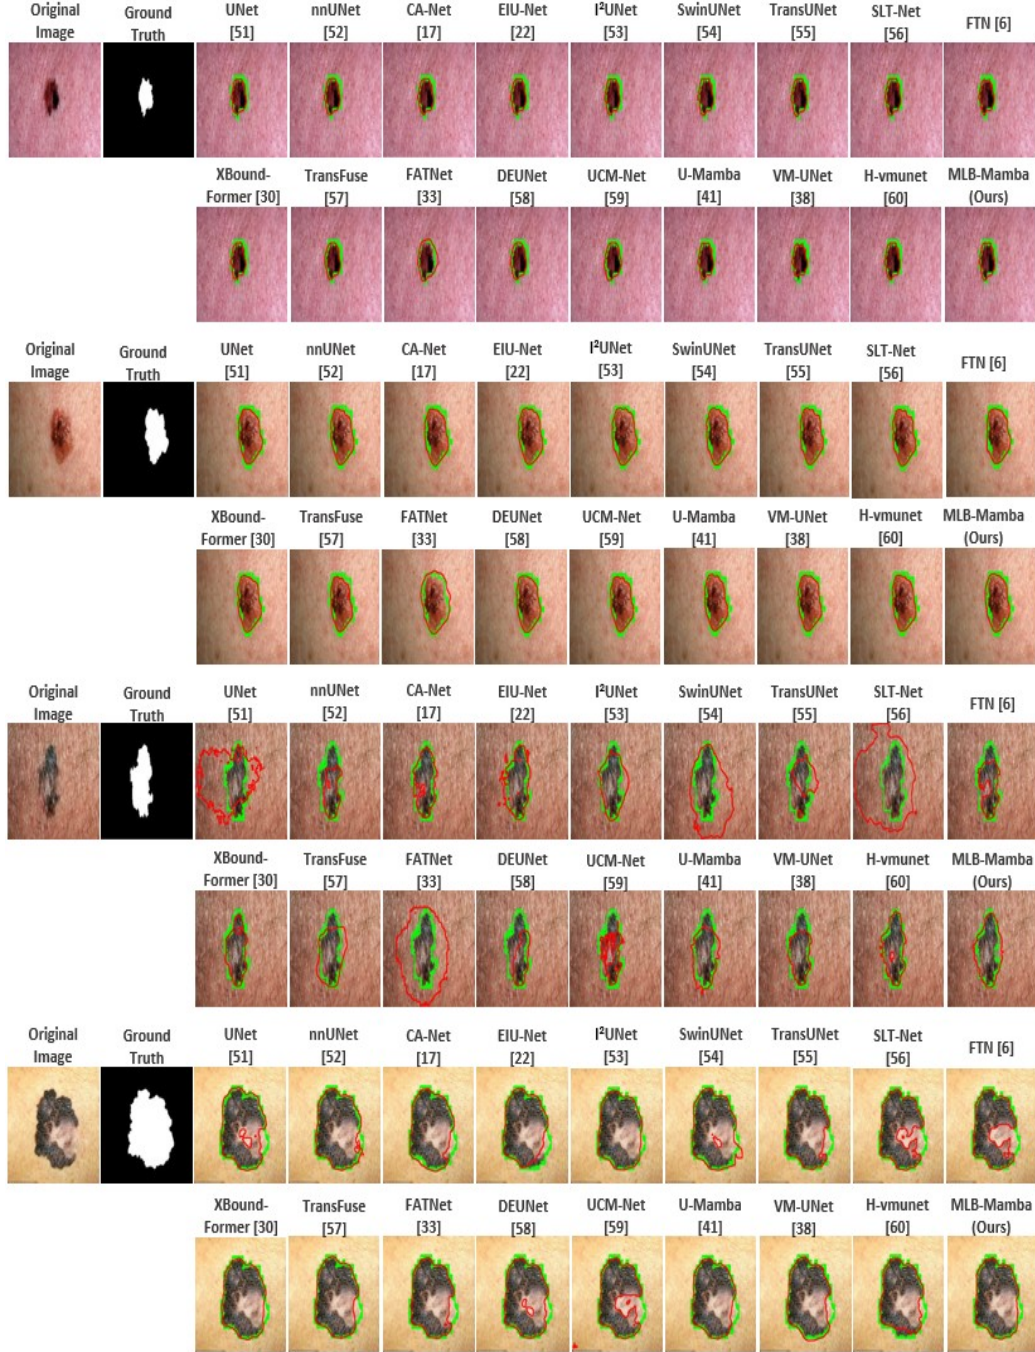 Original Image
Ground Truth
UNet [51]
nnUNet [52]
CA-Net [17]
EIU-Net [22]
I²UNet [53]
SwinUNet [54]
TransUNet [55]
SLT-Net [56]
FTN [6]
XBound-Former [30]
TransFuse [57]
FATNet [33]
DEUNet [58]
UCM-Net [59]
U-Mamba [41]
VM-UNet [38]
H-vmunet [60]
MLB-Mamba (Ours)
Original Image
Ground Truth
UNet [51]
nnUNet [52]
CA-Net [17]
EIU-Net [22]
I²UNet [53]
SwinUNet [54]
TransUNet [55]
SLT-Net [56]
FTN [6]
XBound-Former [30]
TransFuse [57]
FATNet [33]
DEUNet [58]
UCM-Net [59]
U-Mamba [41]
VM-UNet [38]
H-vmunet [60]
MLB-Mamba (Ours)
Original Image
Ground Truth
UNet [51]
nnUNet [52]
CA-Net [17]
EIU-Net [22]
I²UNet [53]
SwinUNet [54]
TransUNet [55]
SLT-Net [56]
FTN [6]
XBound-Former [30]
TransFuse [57]
FATNet [33]
DEUNet [58]
UCM-Net [59]
U-Mamba [41]
VM-UNet [38]
H-vmunet [60]
MLB-Mamba (Ours)
Original Image
Ground Truth
UNet [51]
nnUNet [52]
CA-Net [17]
EIU-Net [22]
I²UNet [53]
SwinUNet [54]
TransUNet [55]
SLT-Net [56]
FTN [6]
XBound-Former [30]
TransFuse [57]
FATNet [33]
DEUNet [58]
UCM-Net [59]
U-Mamba [41]
VM-UNet [38]
H-vmunet [60]
MLB-Mamba (Ours)